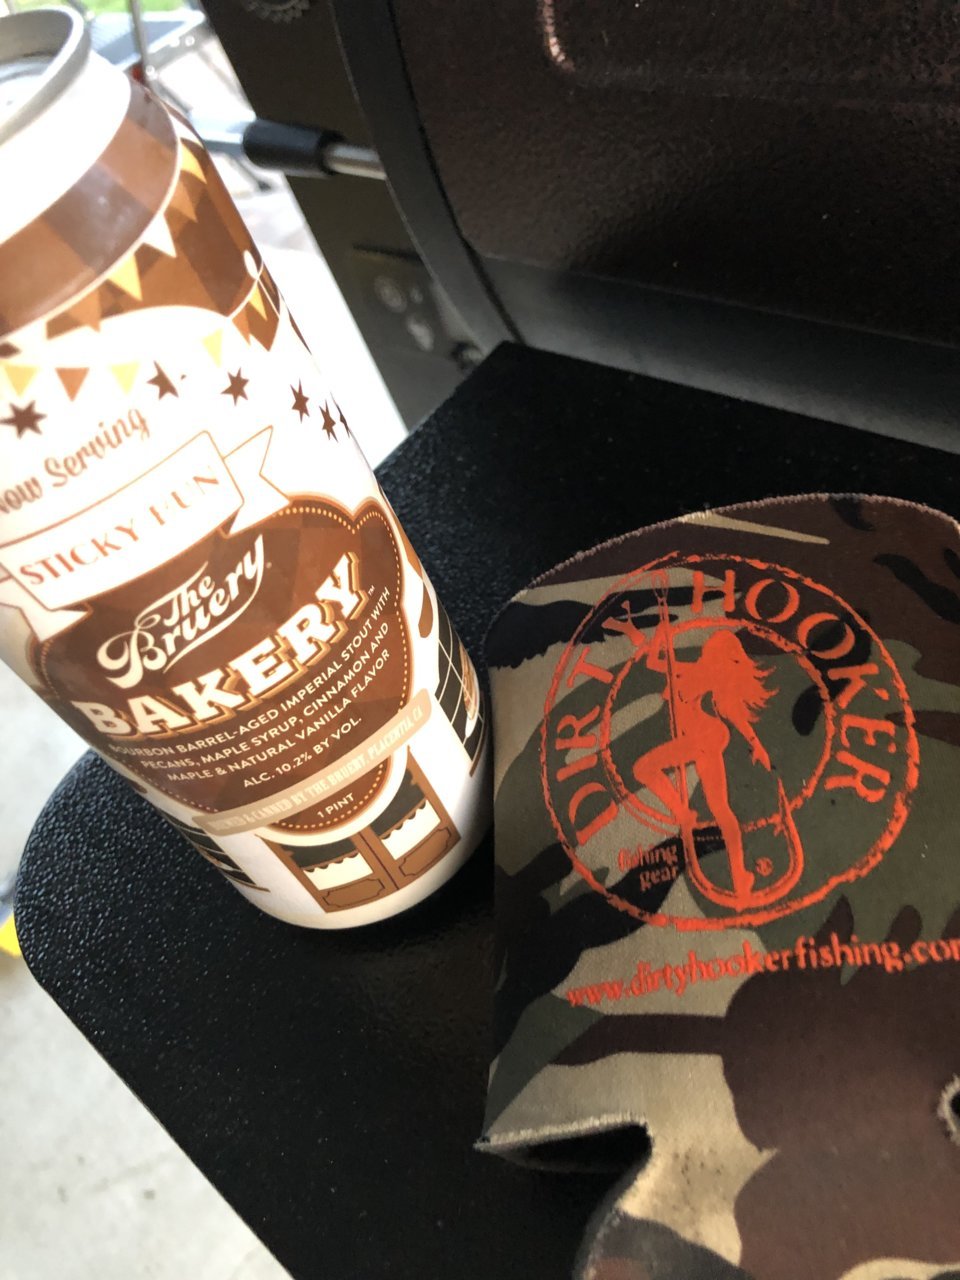 Now Serving
STICKY BUN
The
Bruery
BAKERY™
BOURBON BARREL-AGED IMPERIAL STOUT WITH
PECANS, MAPLE SYRUP, CINNAMON AND
MAPLE & NATURAL VANILLA FLAVOR
ALC. 10.2% BY VOL.
& CANNED BY THE BRUERY, PLACENTIA, CA
1 PINT
DIRTY HOOKER
fishing
gear
®
www.dirtyhookerfishing.com